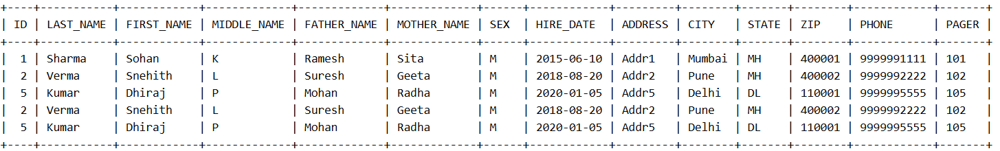 +----+-----------+------------+-------------+-------------+-------------+------+------------+---------+--------+-------+--------+------------+-------+
| ID | LAST_NAME | FIRST_NAME | MIDDLE_NAME | FATHER_NAME | MOTHER_NAME | SEX  | HIRE_DATE  | ADDRESS | CITY   | STATE | ZIP    | PHONE      | PAGER |
+----+-----------+------------+-------------+-------------+-------------+------+------------+---------+--------+-------+--------+------------+-------+
|  1 | Sharma    | Sohan      | K           | Ramesh      | Sita        | M    | 2015-06-10 | Addr1   | Mumbai | MH    | 400001 | 9999991111 | 101   |
|  2 | Verma     | Snehith    | L           | Suresh      | Geeta       | M    | 2018-08-20 | Addr2   | Pune   | MH    | 400002 | 9999992222 | 102   |
|  5 | Kumar     | Dhiraj     | P           | Mohan       | Radha       | M    | 2020-01-05 | Addr5   | Delhi  | DL    | 110001 | 9999995555 | 105   |
|  2 | Verma     | Snehith    | L           | Suresh      | Geeta       | M    | 2018-08-20 | Addr2   | Pune   | MH    | 400002 | 9999992222 | 102   |
|  5 | Kumar     | Dhiraj     | P           | Mohan       | Radha       | M    | 2020-01-05 | Addr5   | Delhi  | DL    | 110001 | 9999995555 | 105   |
+----+-----------+------------+-------------+-------------+-------------+------+------------+---------+--------+-------+--------+------------+-------+